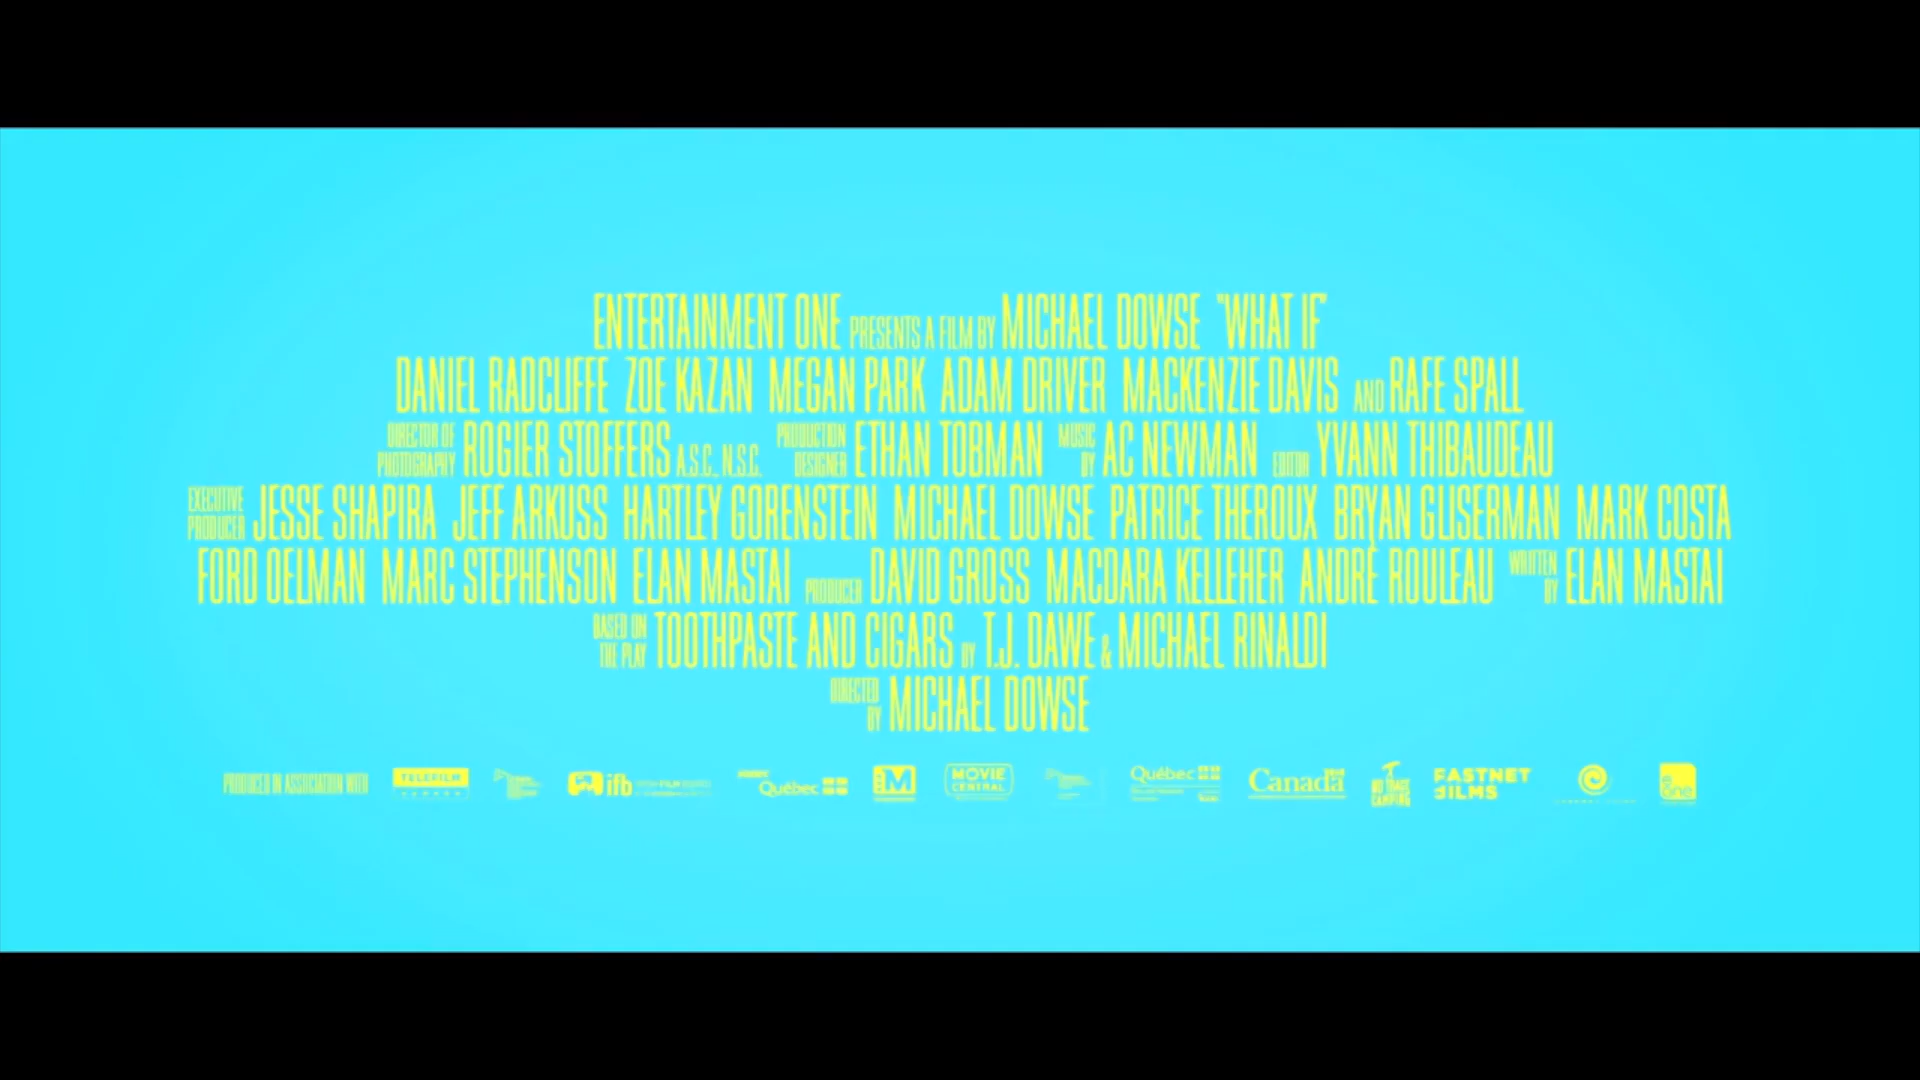 ENTERTAINMENT ONE PRESENTS A FILM BY MICHAEL DOWSE "WHAT IF"
DANIEL RADCLIFFE ZOE KAZAN MEGAN PARK ADAM DRIVER MACKENZIE DAVIS AND RAFE SPALL
DIRECTOR OF PHOTOGRAPHY ROGIER STOFFERS A.S.C., N.S.C. PRODUCTION DESIGNER ETHAN TOBMAN MUSIC BY AC NEWMAN EDITOR YVANN THIBAUDEAU
EXECUTIVE PRODUCER JESSE SHAPIRA JEFF ARKUSS HARTLEY GORENSTEIN MICHAEL DOWSE PATRICE THEROUX BRYAN GLISERMAN MARK COSTA
FORD OELMAN MARC STEPHENSON ELAN MASTAI PRODUCER DAVID GROSS MACDARA KELLEHER ANDRÉ ROULEAU WRITTEN BY ELAN MASTAI
BASED ON THE PLAY TOOTHPASTE AND CIGARS BY T.J. DAWE & MICHAEL RINALDI
DIRECTED BY MICHAEL DOWSE
PRODUCED IN ASSOCIATION WITH TELEFILM ifb Québec M MOVIE CENTRAL Québec Canada NO TRACE CAMPING FASTNET FILMS e one